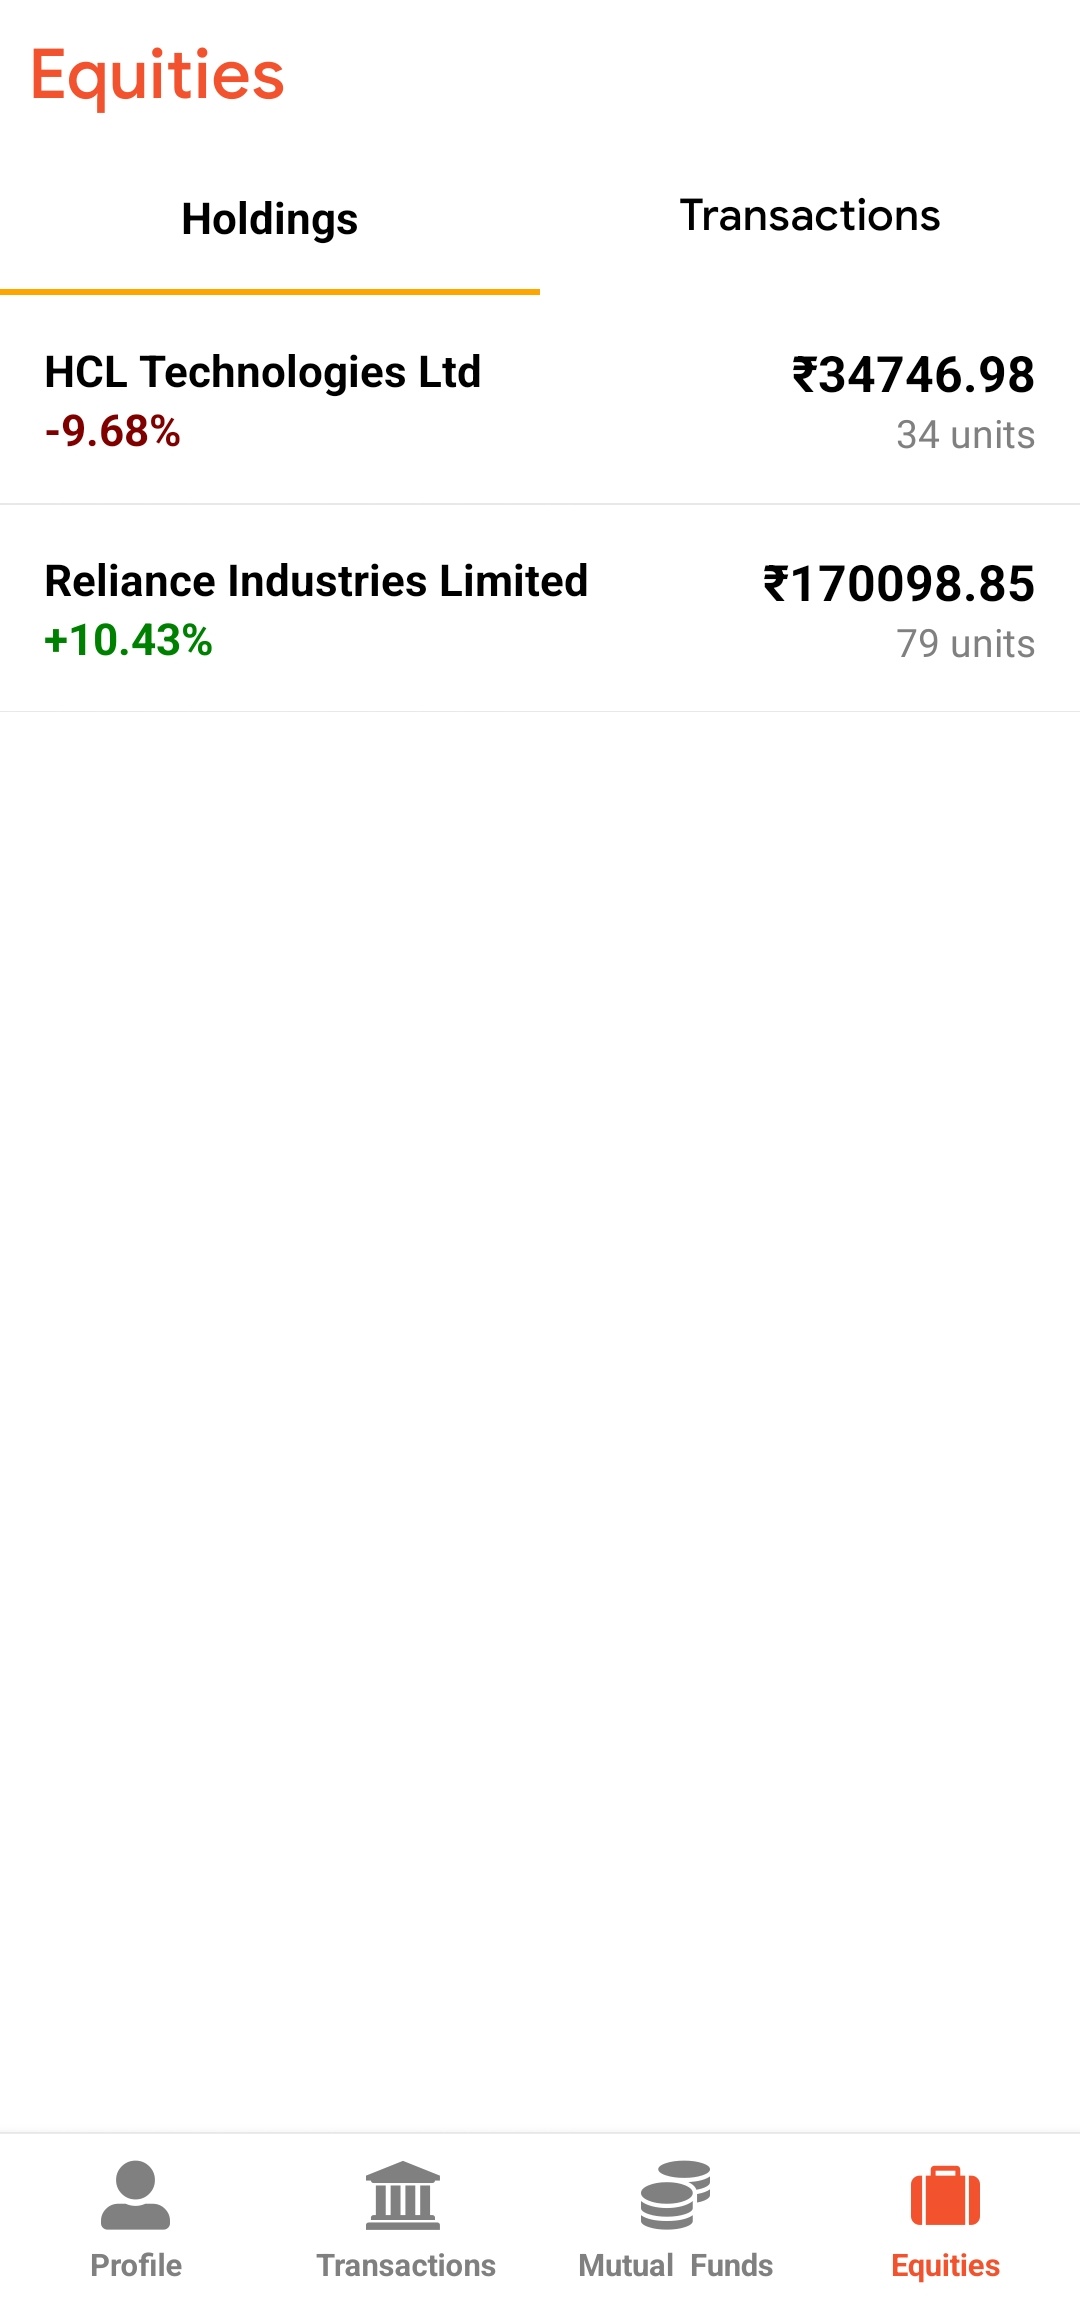 Equities
Holdings
Transactions
HCL Technologies Ltd
₹34746.98
-9.68%
34 units
Reliance Industries Limited
₹170098.85
+10.43%
79 units
Profile
Transactions
Mutual Funds
Equities